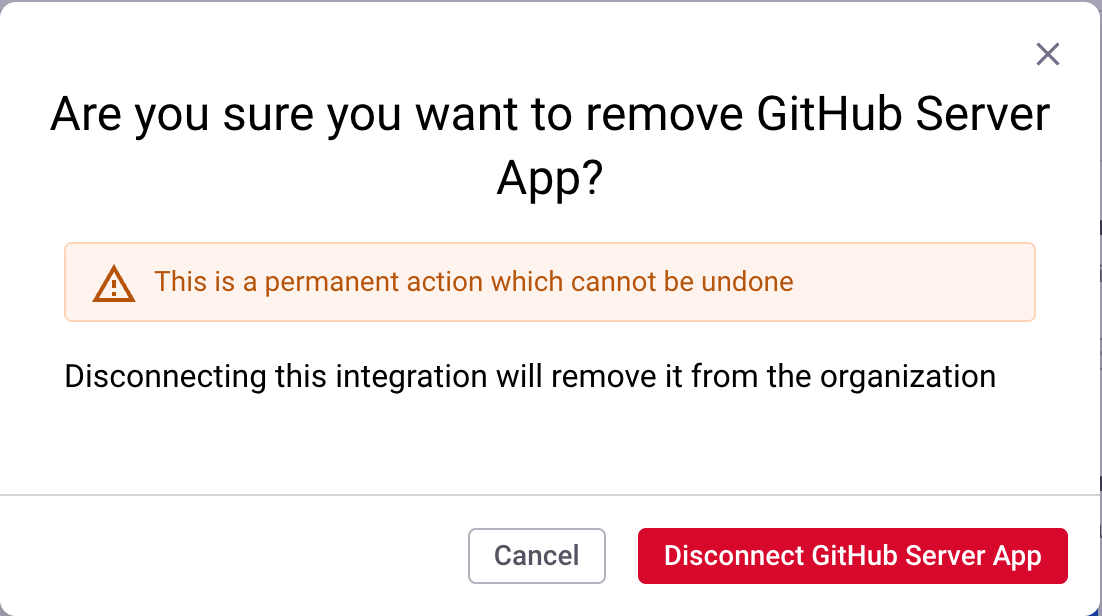 Are you sure you want to remove GitHub Server
App?
This is a permanent action which cannot be undone
Disconnecting this integration will remove it from the organization
Cancel
Disconnect GitHub Server App